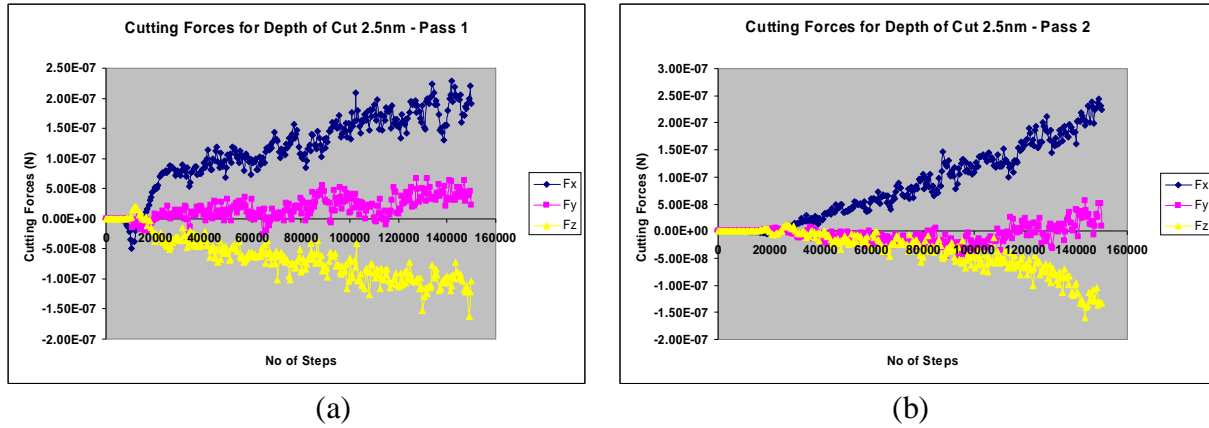 Cutting Forces for Depth of Cut 2.5nm - Pass 1
Cutting Forces (N)
2.50E-07
2.00E-07
1.50E-07
1.00E-07
5.00E-08
0.00E+00
-5.00E-08
-1.00E-07
-1.50E-07
-2.00E-07
0 20000 40000 60000 80000 100000 120000 140000 160000
No of Steps
Fx
Fy
Fz
(a)
Cutting Forces for Depth of Cut 2.5nm - Pass 2
Cutting Forces (N)
3.00E-07
2.50E-07
2.00E-07
1.50E-07
1.00E-07
5.00E-08
0.00E+00
-5.00E-08
-1.00E-07
-1.50E-07
-2.00E-07
0 20000 40000 60000 80000 100000 120000 140000 160000
No of Steps
Fx
Fy
Fz
(b)